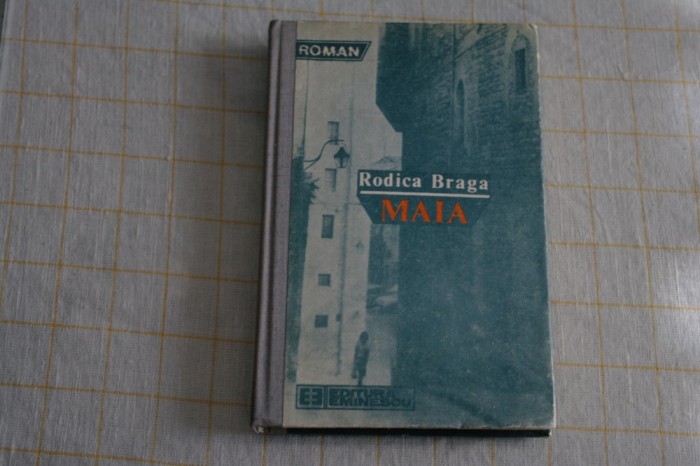 ROMAN
Rodica Braga
MAIA
EDITURA
EMINESCU